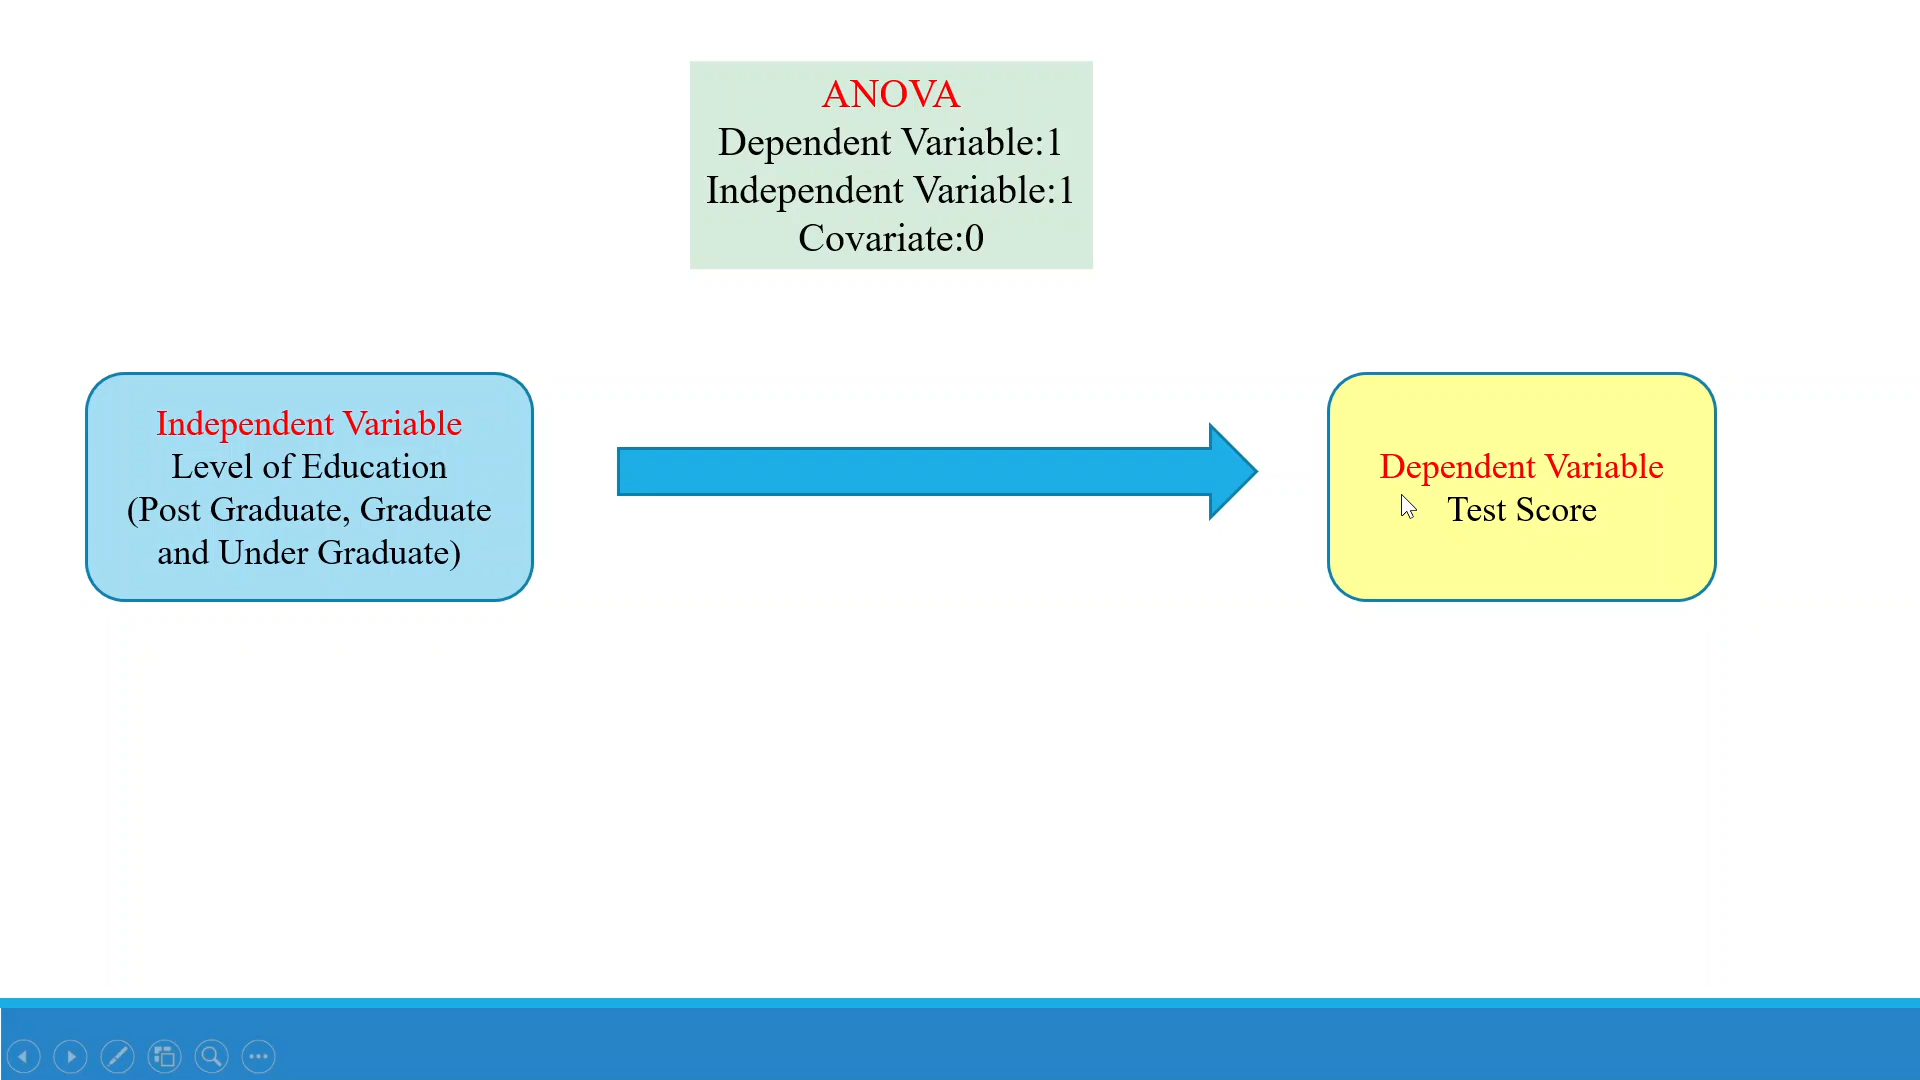 ANOVA
Dependent Variable:1
Independent Variable:1
Covariate:0
Independent Variable
Level of Education
(Post Graduate, Graduate
and Under Graduate)
Dependent Variable
Test Score